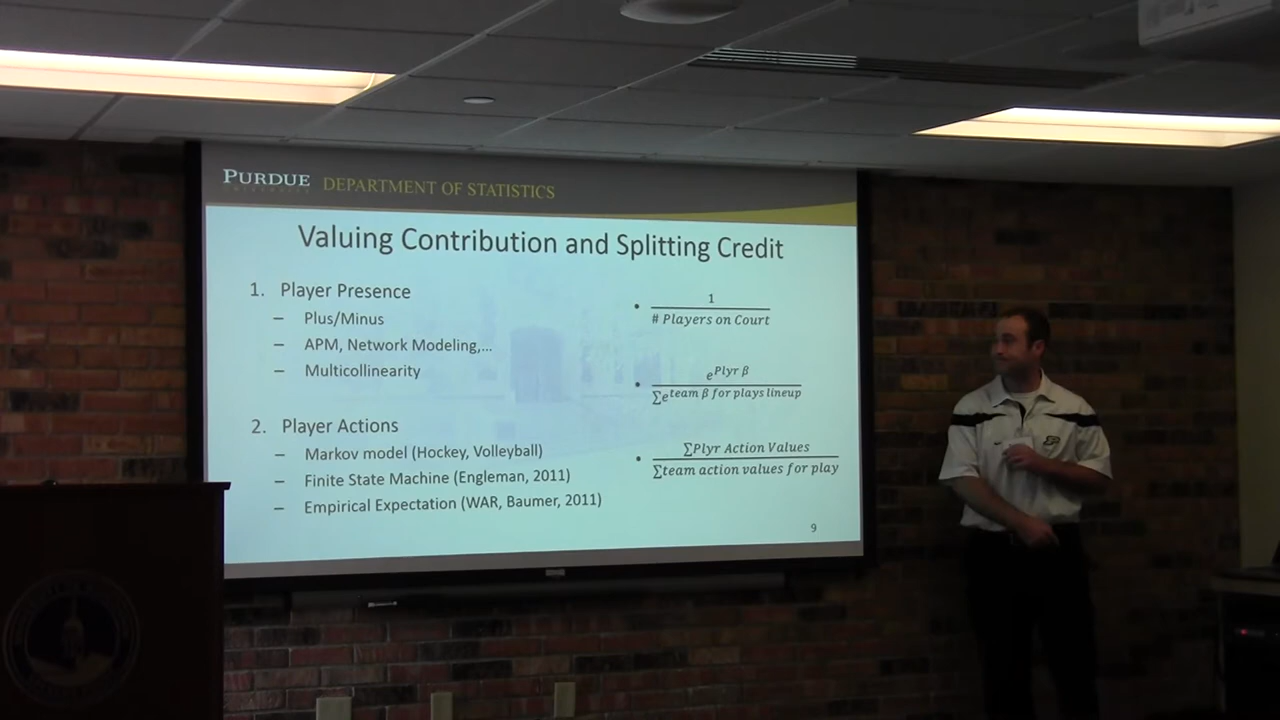 PURDUE DEPARTMENT OF STATISTICS
UNIVERSITY
Valuing Contribution and Splitting Credit
1. Player Presence
– Plus/Minus
– APM, Network Modeling,...
– Multicollinearity
2. Player Actions
– Markov model (Hockey, Volleyball)
– Finite State Machine (Engleman, 2011)
– Empirical Expectation (WAR, Baumer, 2011)
• 1
# Players on Court
• e^Plyr β
∑e^team β for plays lineup
• ∑Plyr Action Values
∑team action values for play
9